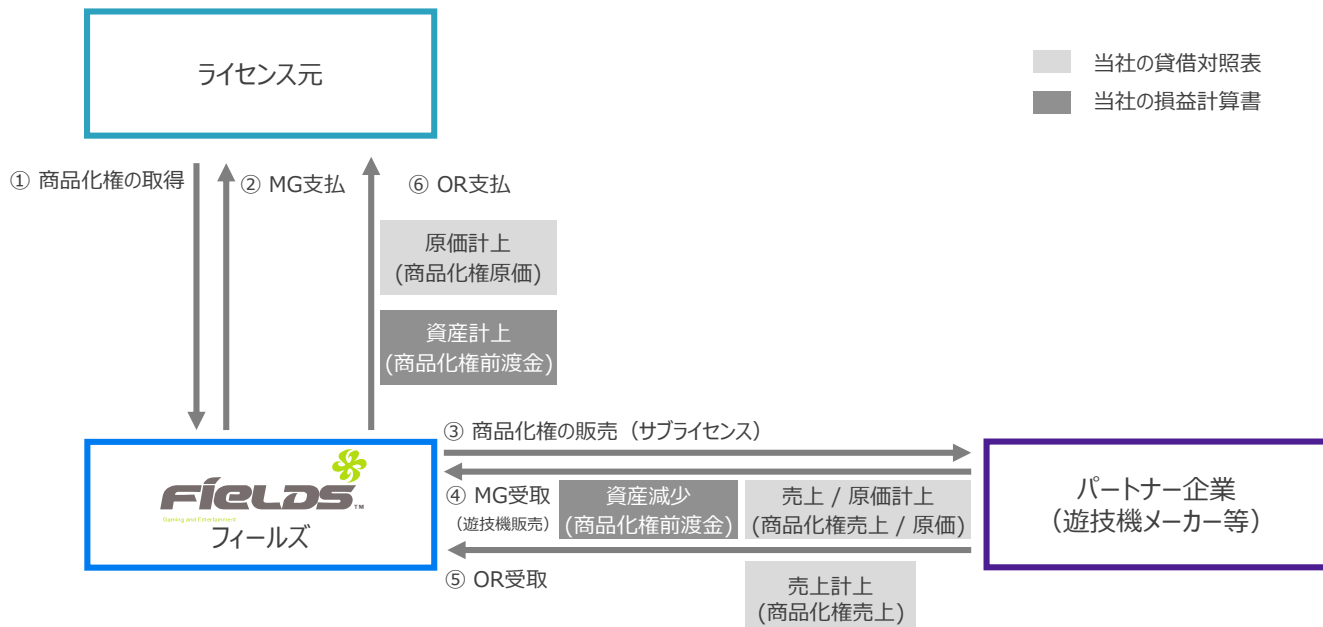 ライセンス元
当社の貸借対照表
当社の損益計算書
① 商品化権の取得
② MG支払
⑥ OR支払
原価計上
(商品化権原価)
資産計上
(商品化権前渡金)
③ 商品化権の販売（サブライセンス）
FIELDS™
Gaming and Entertainment
フィールズ
④ MG受取
（遊技機販売）
資産減少
(商品化権前渡金)
売上 / 原価計上
(商品化権売上 / 原価)
パートナー企業
（遊技機メーカー等）
⑤ OR受取
売上計上
(商品化権売上)